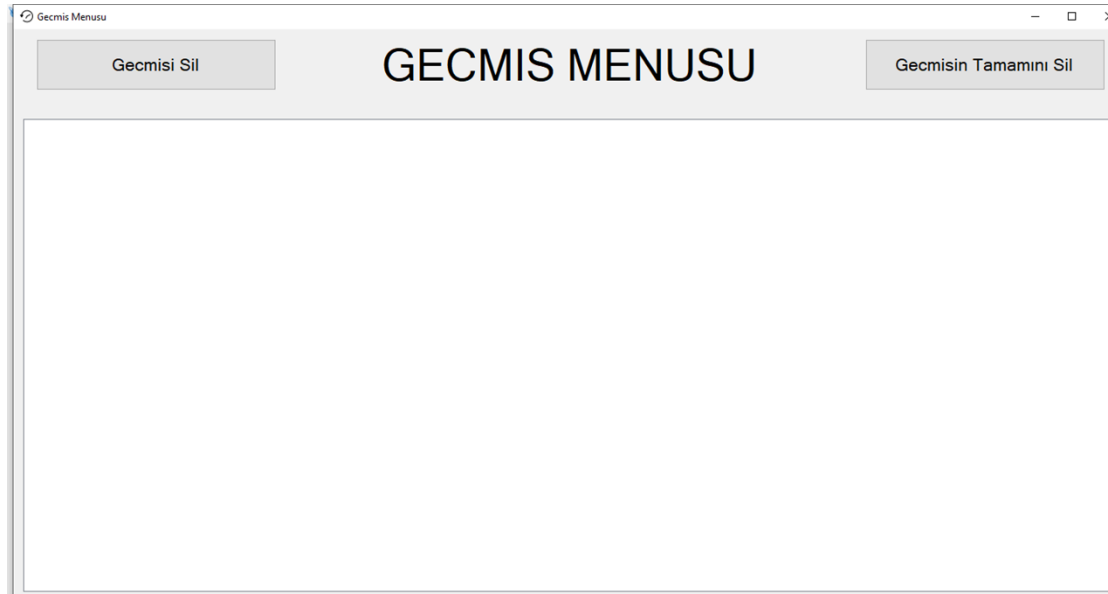 Gecmis Menusu
Gecmisi Sil
GECMIS MENUSU
Gecmisin Tamamını Sil